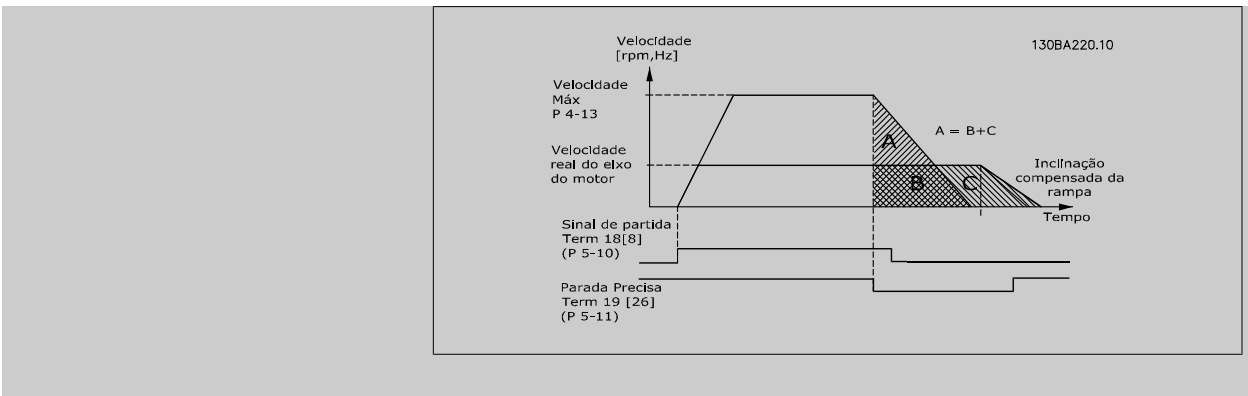 Velocidade
[rpm,Hz]
130BA220.10
Velocidade
Máx
P 4-13
A = B+C
A
Velocidade
real do eixo
do motor
B
C
Inclinação
compensada da
rampa
Tempo
Sinal de partida
Term 18[8]
(P 5-10)
Parada Precisa
Term 19 [26]
(P 5-11)